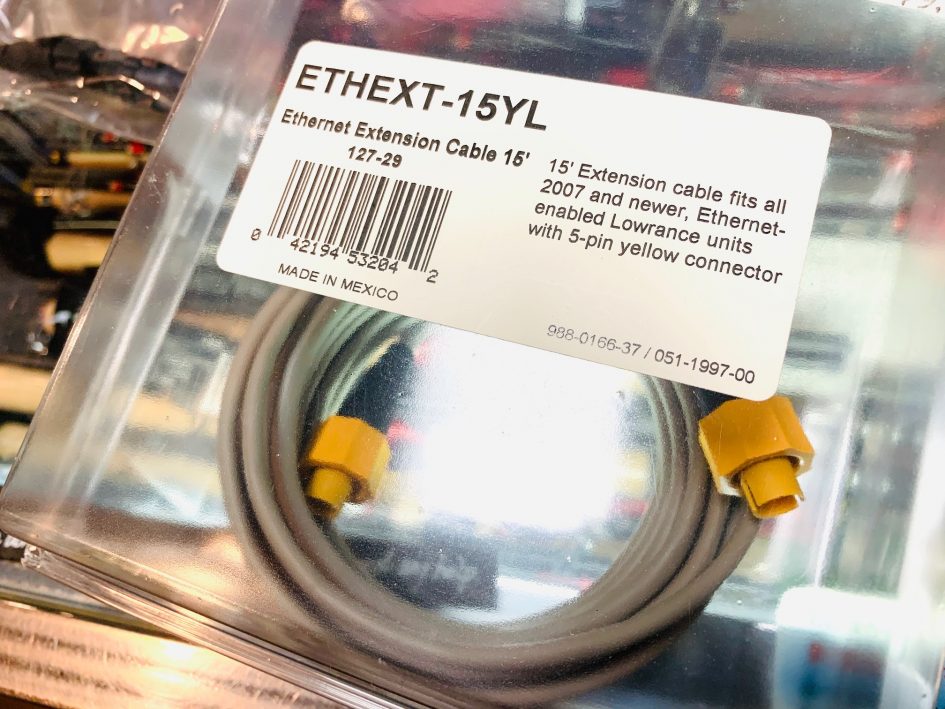 ETHEXT-15YL
Ethernet Extension Cable 15'
127-29
0 42194 53204 2
MADE IN MEXICO
15' Extension cable fits all
2007 and newer, Ethernet-
enabled Lowrance units
with 5-pin yellow connector
988-0166-37 / 051-1997-00